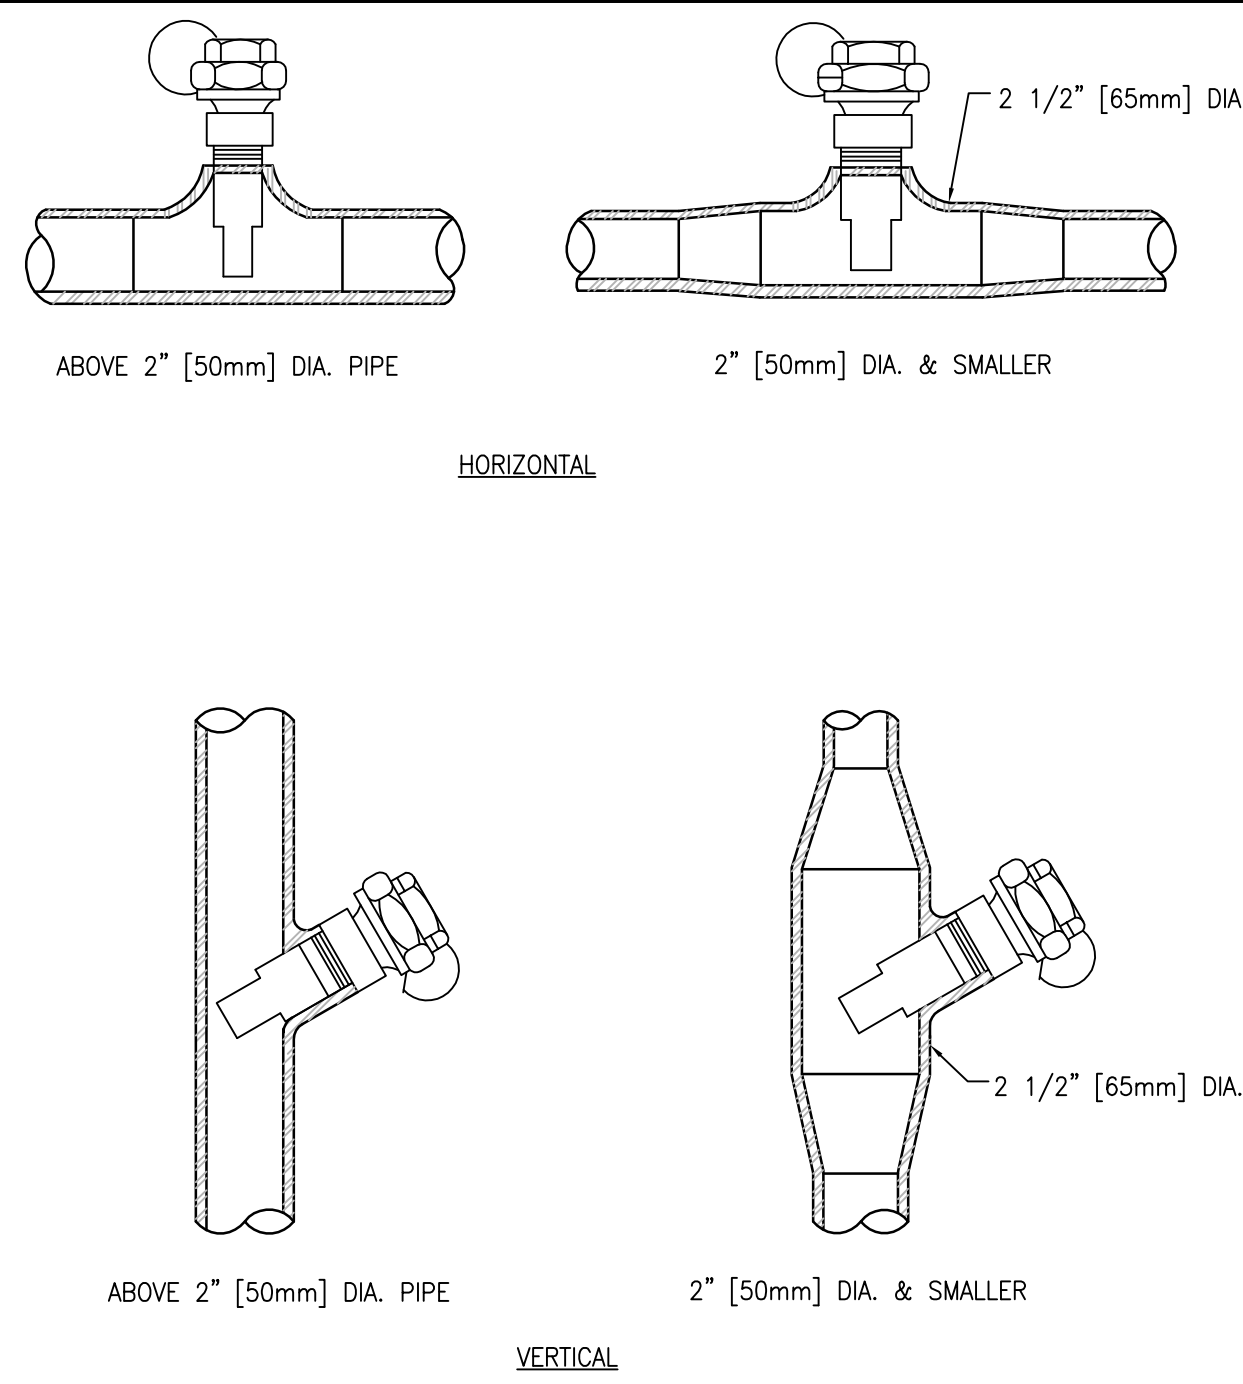 2 1/2" [65mm] DIA
ABOVE 2" [50mm] DIA. PIPE
2" [50mm] DIA. & SMALLER
HORIZONTAL
2 1/2" [65mm] DIA.
ABOVE 2" [50mm] DIA. PIPE
2" [50mm] DIA. & SMALLER
VERTICAL